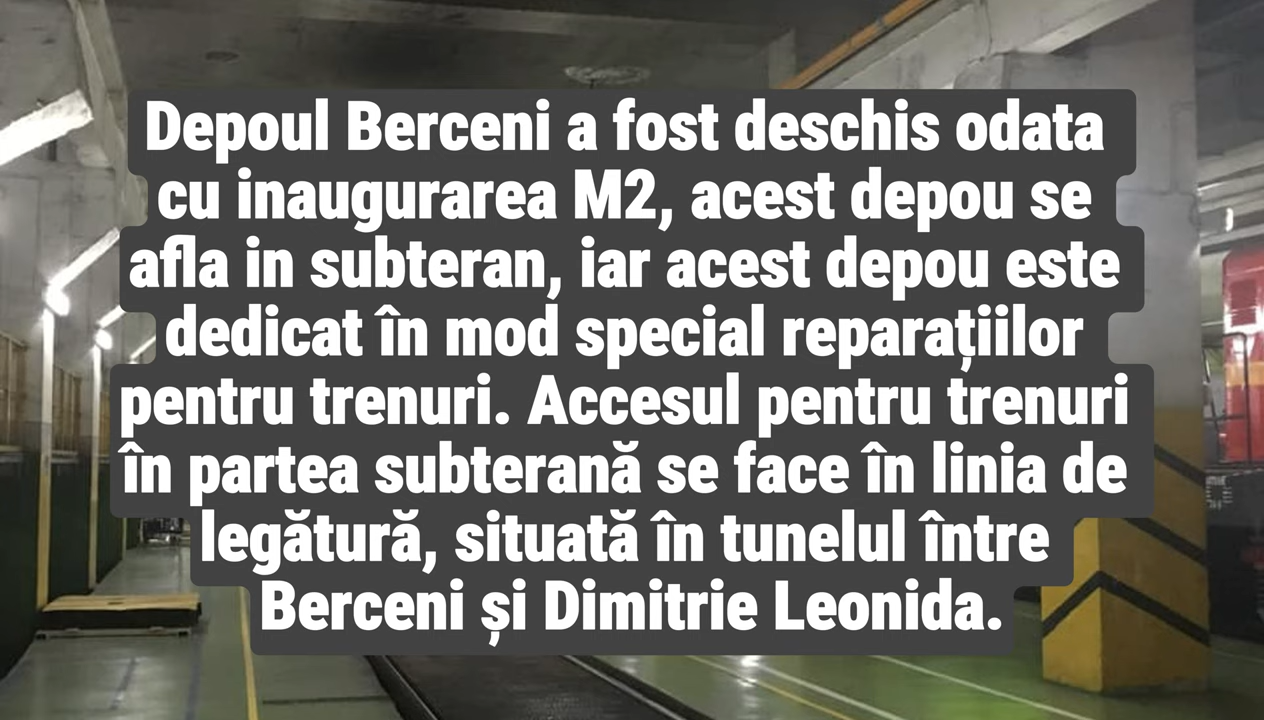 Depoul Berceni a fost deschis odata
cu inaugurarea M2, acest depou se
afla in subteran, iar acest depou este
dedicat în mod special reparațiilor
pentru trenuri. Accesul pentru trenuri
în partea subterană se face în linia de
legătură, situată în tunelul între
Berceni și Dimitrie Leonida.